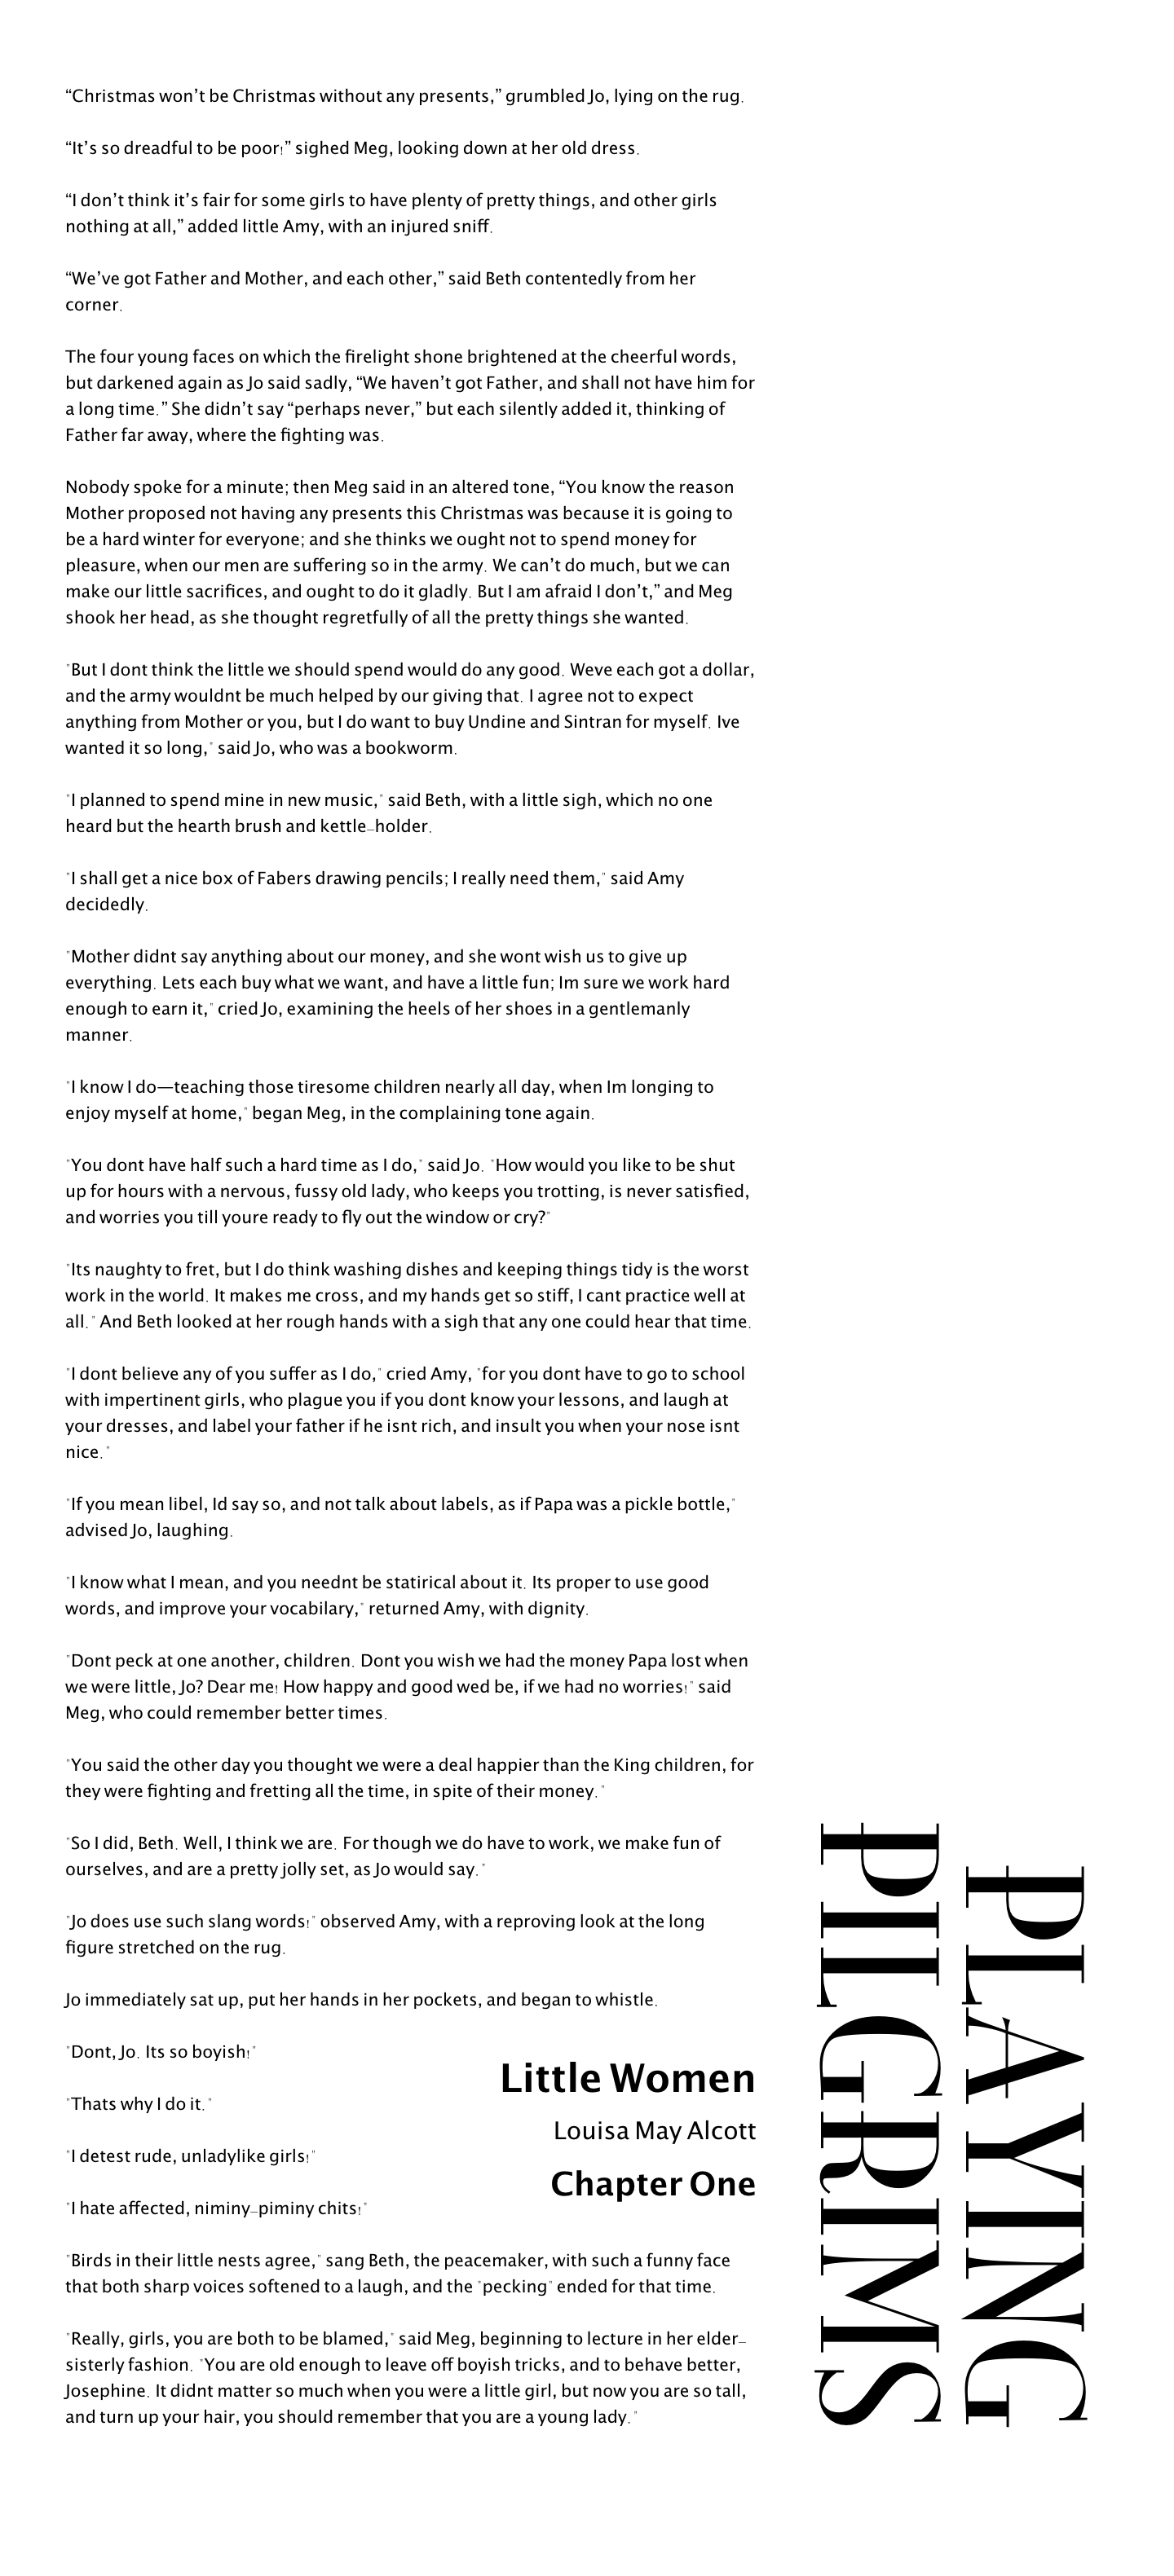 “Christmas won’t be Christmas without any presents,” grumbled Jo, lying on the rug.
“It’s so dreadful to be poor!” sighed Meg, looking down at her old dress.
“I don’t think it’s fair for some girls to have plenty of pretty things, and other girls
nothing at all,” added little Amy, with an injured sniff.
“We’ve got Father and Mother, and each other,” said Beth contentedly from her
corner.
The four young faces on which the firelight shone brightened at the cheerful words,
but darkened again as Jo said sadly, “We haven’t got Father, and shall not have him for
a long time.” She didn’t say “perhaps never,” but each silently added it, thinking of
Father far away, where the fighting was.
Nobody spoke for a minute; then Meg said in an altered tone, “You know the reason
Mother proposed not having any presents this Christmas was because it is going to
be a hard winter for everyone; and she thinks we ought not to spend money for
pleasure, when our men are suffering so in the army. We can’t do much, but we can
make our little sacrifices, and ought to do it gladly. But I am afraid I don’t,” and Meg
shook her head, as she thought regretfully of all the pretty things she wanted.
"But I dont think the little we should spend would do any good. Weve each got a dollar,
and the army wouldnt be much helped by our giving that. I agree not to expect
anything from Mother or you, but I do want to buy Undine and Sintran for myself. Ive
wanted it so long," said Jo, who was a bookworm.
"I planned to spend mine in new music," said Beth, with a little sigh, which no one
heard but the hearth brush and kettle-holder.
"I shall get a nice box of Fabers drawing pencils; I really need them," said Amy
decidedly.
"Mother didnt say anything about our money, and she wont wish us to give up
everything. Lets each buy what we want, and have a little fun; Im sure we work hard
enough to earn it," cried Jo, examining the heels of her shoes in a gentlemanly
manner.
"I know I do—teaching those tiresome children nearly all day, when Im longing to
enjoy myself at home," began Meg, in the complaining tone again.
"You dont have half such a hard time as I do," said Jo. "How would you like to be shut
up for hours with a nervous, fussy old lady, who keeps you trotting, is never satisfied,
and worries you till youre ready to fly out the window or cry?"
"Its naughty to fret, but I do think washing dishes and keeping things tidy is the worst
work in the world. It makes me cross, and my hands get so stiff, I cant practice well at
all." And Beth looked at her rough hands with a sigh that any one could hear that time.
"I dont believe any of you suffer as I do," cried Amy, "for you dont have to go to school
with impertinent girls, who plague you if you dont know your lessons, and laugh at
your dresses, and label your father if he isnt rich, and insult you when your nose isnt
nice."
"If you mean libel, Id say so, and not talk about labels, as if Papa was a pickle bottle,"
advised Jo, laughing.
"I know what I mean, and you neednt be statirical about it. Its proper to use good
words, and improve your vocabilary," returned Amy, with dignity.
"Dont peck at one another, children. Dont you wish we had the money Papa lost when
we were little, Jo? Dear me! How happy and good wed be, if we had no worries!" said
Meg, who could remember better times.
"You said the other day you thought we were a deal happier than the King children, for
they were fighting and fretting all the time, in spite of their money."
"So I did, Beth. Well, I think we are. For though we do have to work, we make fun of
ourselves, and are a pretty jolly set, as Jo would say."
"Jo does use such slang words!" observed Amy, with a reproving look at the long
figure stretched on the rug.
Jo immediately sat up, put her hands in her pockets, and began to whistle.
"Dont, Jo. Its so boyish!"
"Thats why I do it."
"I detest rude, unladylike girls!"
"I hate affected, niminy-piminy chits!"
"Birds in their little nests agree," sang Beth, the peacemaker, with such a funny face
that both sharp voices softened to a laugh, and the "pecking" ended for that time.
"Really, girls, you are both to be blamed," said Meg, beginning to lecture in her elder-
sisterly fashion. "You are old enough to leave off boyish tricks, and to behave better,
Josephine. It didnt matter so much when you were a little girl, but now you are so tall,
and turn up your hair, you should remember that you are a young lady."
Little Women
Louisa May Alcott
Chapter One
PLAYING
PILGRIMS